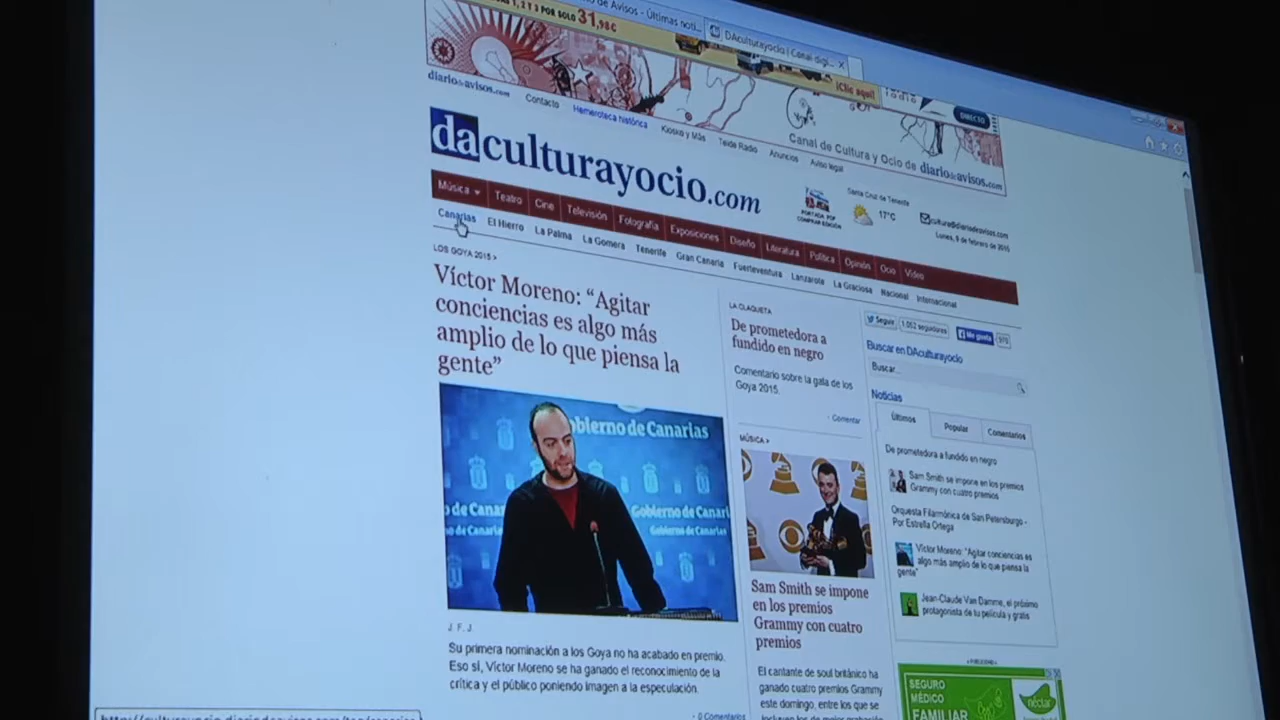 1, 2 Y 3 POR SOLO 31,98€
de Avisos - Últimas noti...
DAculturayocio | Canal digi...
¡Clic aquí!
DIRECTO
diariodeavisos.com
Contacto
Hemeroteca histórica
Kiosko y Más
Teide Radio
Anuncios
Aviso legal
Canal de Cultura y Ocio de diariodeavisos.com
daculturayocio.com
PORTADA PDF
COMPRAR EDICIÓN
Santa Cruz de Tenerife
17°C
cultura@diariodeavisos.com
Lunes, 9 de febrero de 2015
Música Teatro Cine Televisión Fotografía Exposiciones Diseño Literatura Política Opinión Ocio Vídeo
Canarias El Hierro La Palma La Gomera Tenerife Gran Canaria Fuerteventura Lanzarote La Graciosa Nacional Internacional
LOS GOYA 2015 >
Víctor Moreno: “Agitar
conciencias es algo más
amplio de lo que piensa la
gente”
Gobierno de Canarias
J. F. J.
Su primera nominación a los Goya no ha acabado en premio.
Eso sí, Víctor Moreno se ha ganado el reconocimiento de la
crítica y el público poniendo imagen a la especulación.
- 0 Comentarios
LA CLAQUETA
De prometedora a
fundido en negro
Comentario sobre la gala de los
Goya 2015.
- Comentar
MÚSICA >
Sam Smith se impone
en los premios
Grammy con cuatro
premios
El cantante de soul británico ha
ganado cuatro premios Grammy
este domingo, entre los que se
Seguir 1.052 seguidores Me gusta
Buscar en DAculturayocio
Buscar...
Noticias
Últimos Popular Comentarios
De prometedora a fundido en negro
Sam Smith se impone en los premios
Grammy con cuatro premios
Orquesta Filarmónica de San Petersburgo -
Por Estrella Ortega
Víctor Moreno: “Agitar conciencias es
algo más amplio de lo que piensa la
gente”
Jean-Claude Van Damme, el próximo
protagonista de tu película y gratis
- PUBLICIDAD -
SEGURO
MÉDICO
FAMILIAR
néctar